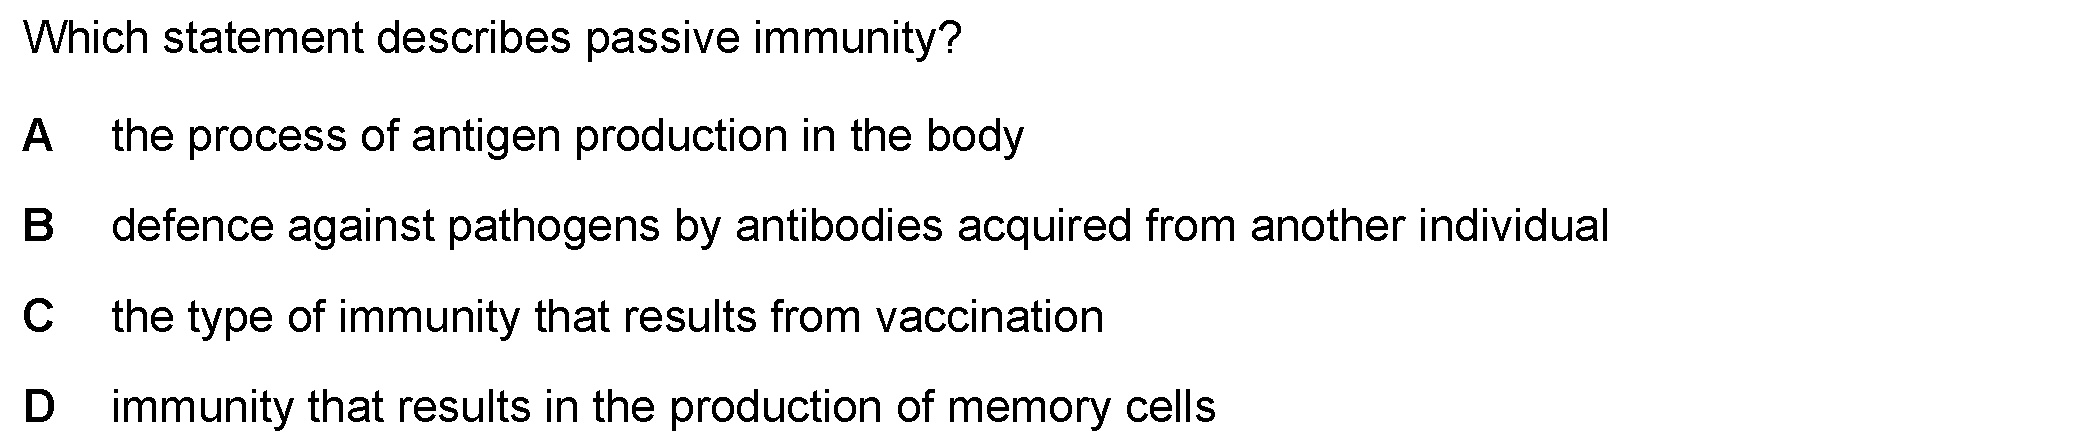 Which statement describes passive immunity?
A the process of antigen production in the body
B defence against pathogens by antibodies acquired from another individual
C the type of immunity that results from vaccination
D immunity that results in the production of memory cells